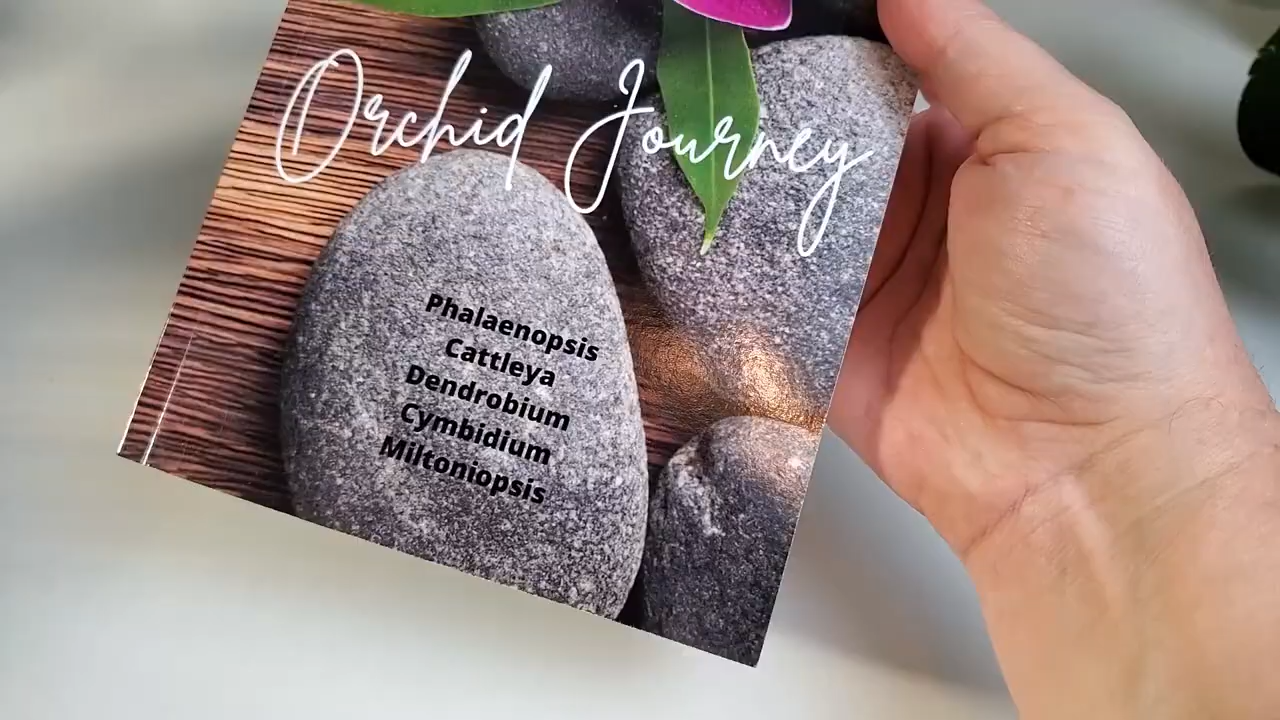 Orchid Journey
Phalaenopsis
Cattleya
Dendrobium
Cymbidium
Miltoniopsis